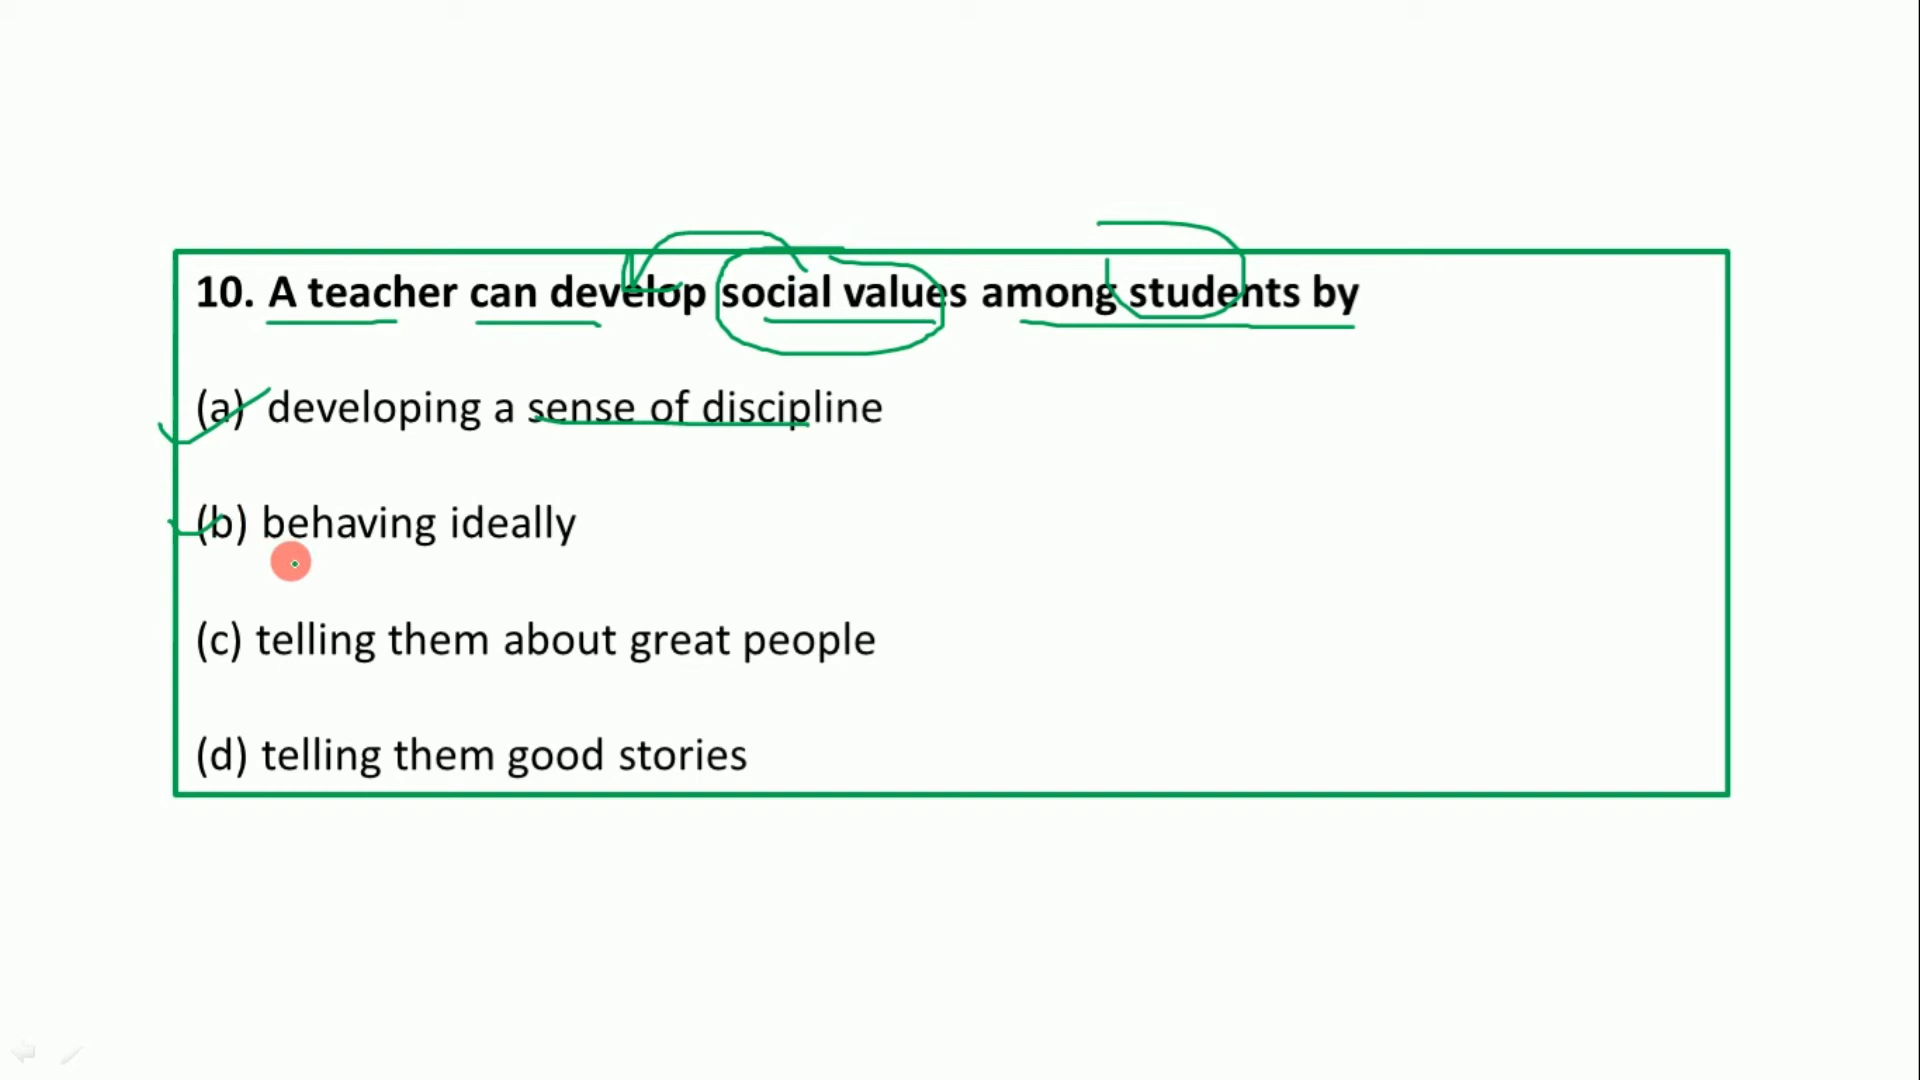 10. A teacher can develop social values among students by
(a) developing a sense of discipline
(b) behaving ideally
(c) telling them about great people
(d) telling them good stories